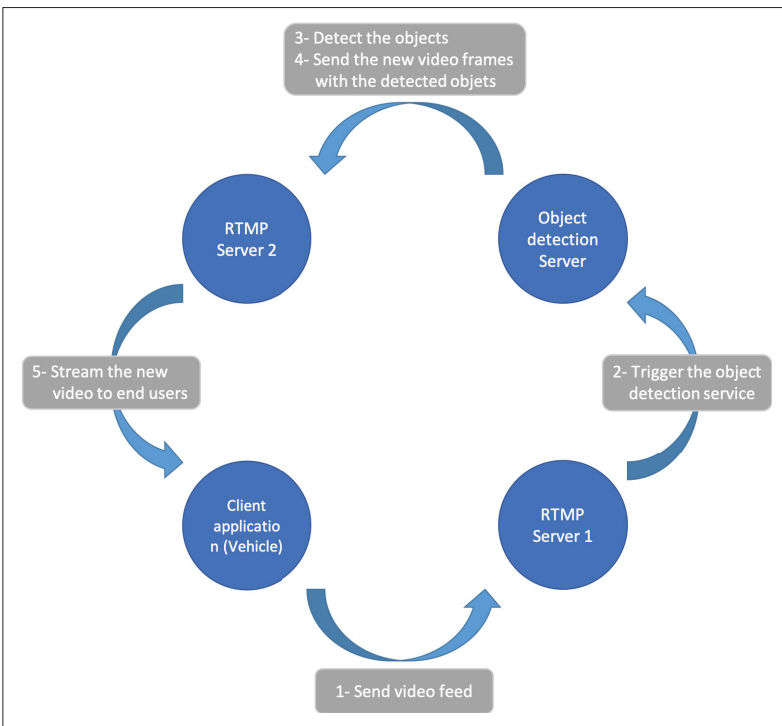 3- Detect the objects
4- Send the new video frames
with the detected objets
RTMP
Server 2
Object
detection
Server
5- Stream the new
video to end users
2- Trigger the object
detection service
Client
applicatio
n (Vehicle)
RTMP
Server 1
1- Send video feed